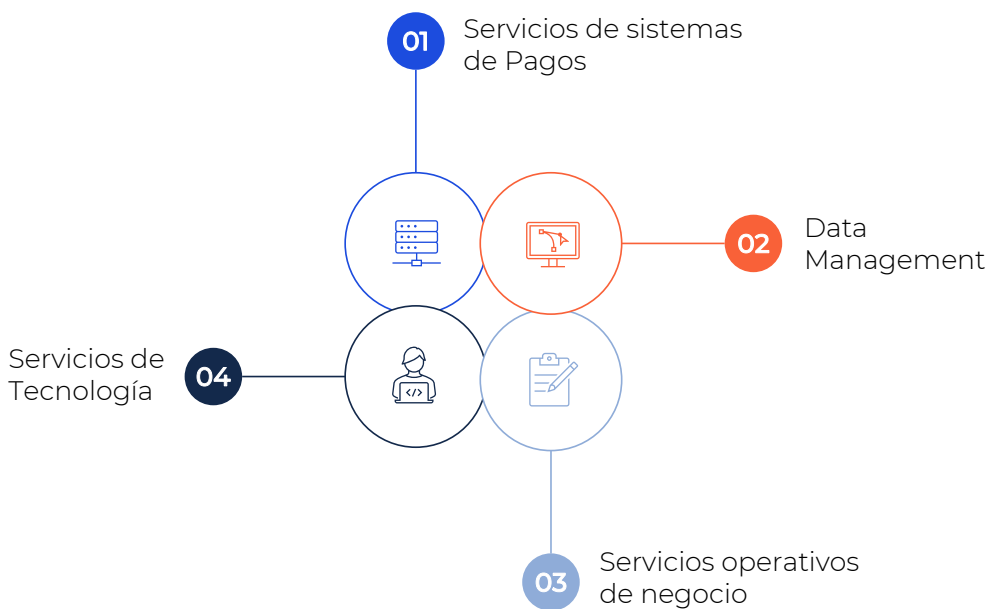 01
Servicios de sistemas
de Pagos
02
Data
Management
</>
Servicios de
Tecnología
04
03
Servicios operativos
de negocio